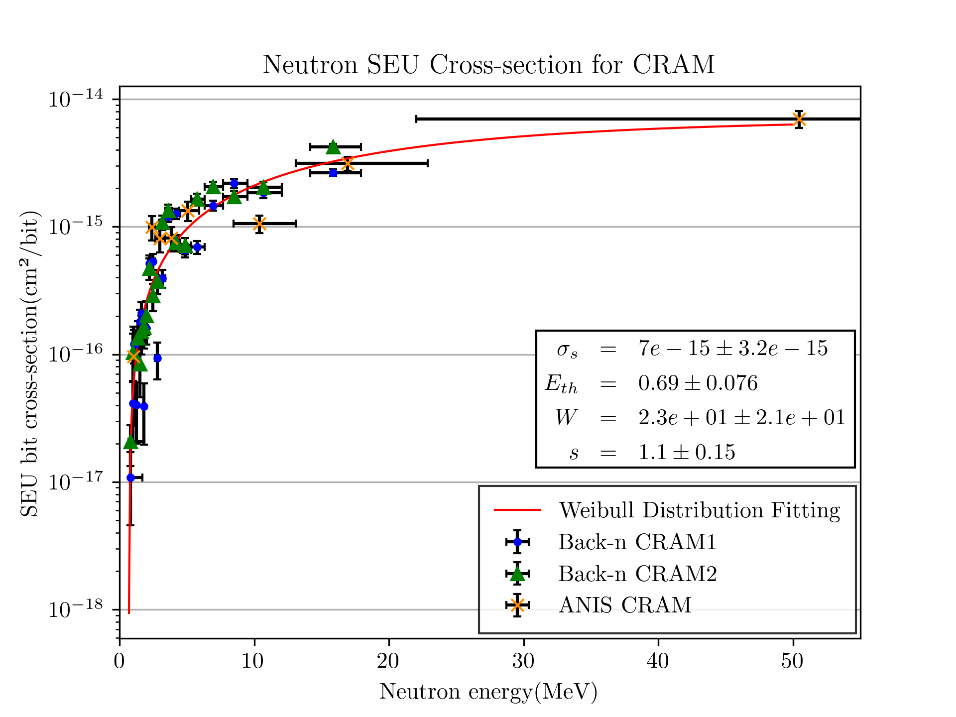 Neutron SEU Cross-section for CRAM
10⁻¹⁴
10⁻¹⁵
10⁻¹⁶
10⁻¹⁷
10⁻¹⁸
SEU bit cross-section(cm²/bit)
σₛ = 7e − 15 ± 3.2e − 15
Eₜₕ = 0.69 ± 0.076
W = 2.3e + 01 ± 2.1e + 01
s = 1.1 ± 0.15
Weibull Distribution Fitting
Back-n CRAM1
Back-n CRAM2
ANIS CRAM
0 10 20 30 40 50
Neutron energy(MeV)